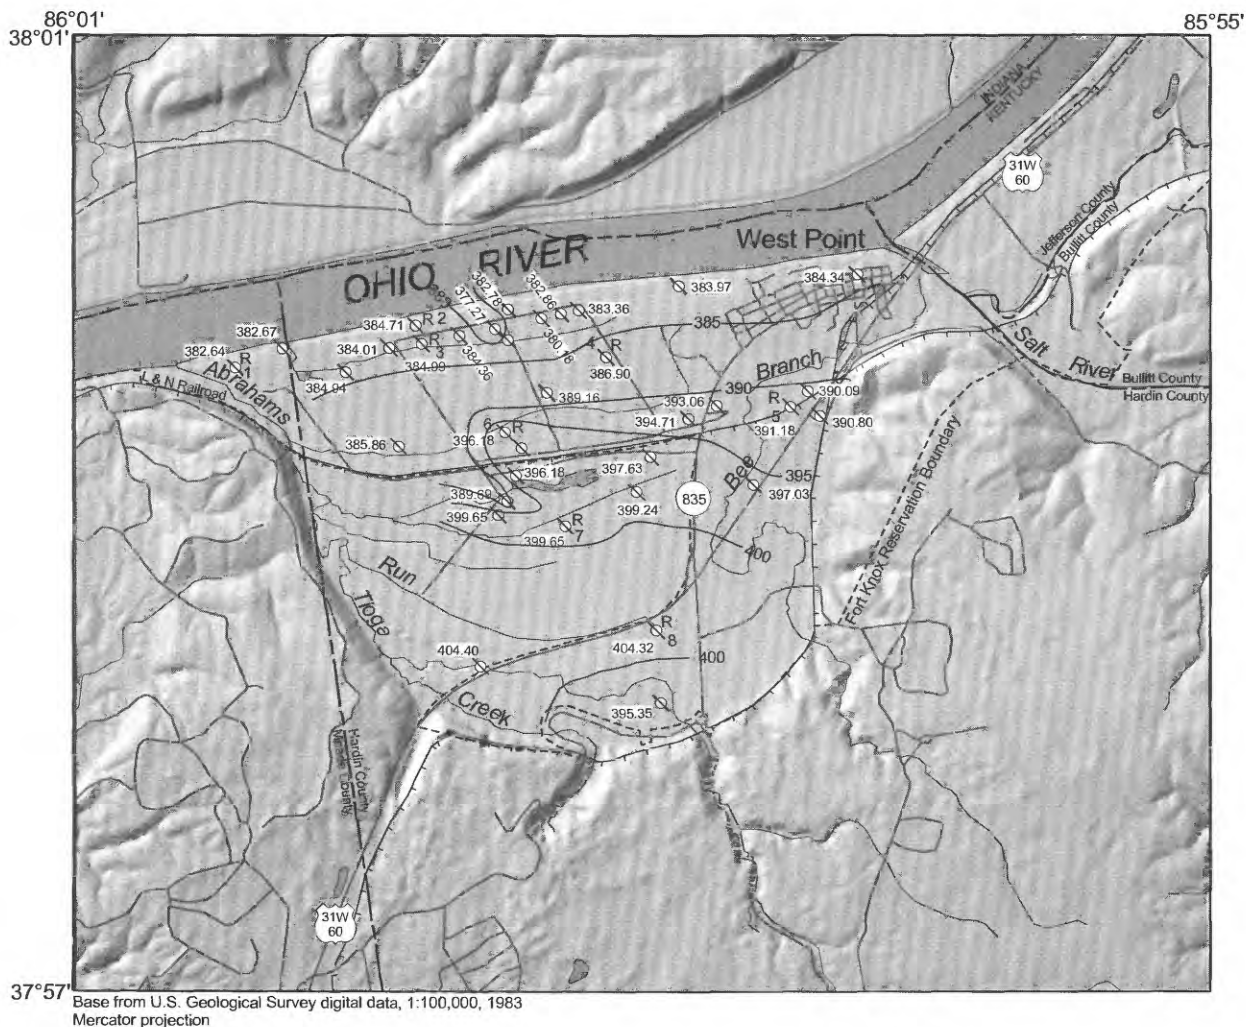 86°01'
85°55'
38°01'
INDIANA
KENTUCKY
31W
60
Jefferson County
Bullitt County
OHIO RIVER
West Point
384.34
383.97
382.78
382.86
383.36
377.27
385
382.67
384.71
R
2
380.18
4
R
Salt River
382.64
R
1
384.01
R
3
384.99
384.36
386.90
Branch
Abrahams
384.94
Bullitt County
Hardin County
L & N Railroad
390
389.16
393.06
390.09
R
5
394.71
391.18
390.80
385.86
6
R
396.18
396.18
397.63
395
Bee
397.03
389.69
835
399.24
399.65
R
7
399.65
400
Fort Knox Reservation Boundary
Run
Tioga
R
8
404.40
404.32
400
Creek
395.35
Hardin County
Meade County
31W
60
37°57'
Base from U.S. Geological Survey digital data, 1:100,000, 1983
Mercator projection